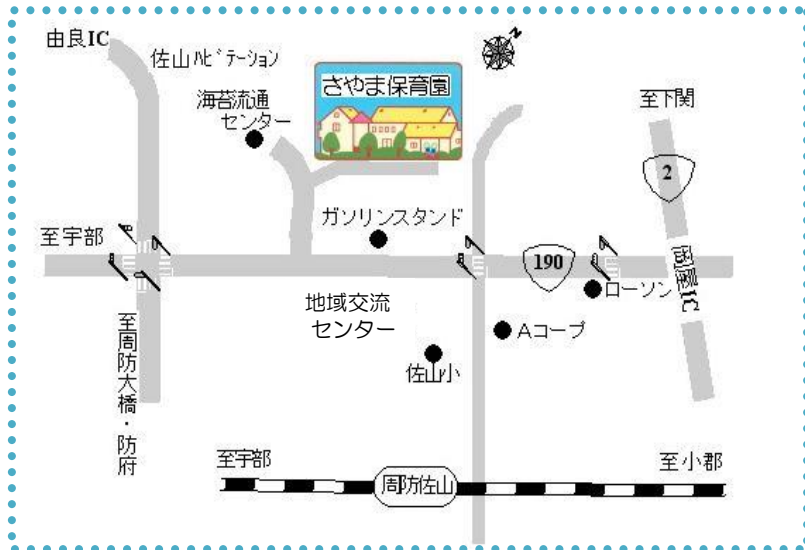 由良IC
佐山ﾊﾋﾞﾃｰｼｮﾝ
N
さやま保育園
海苔流通
センター
至下関
2
ガソリンスタンド
至宇部
190
岡屋IC
ローソン
地域交流
センター
Aコープ
佐山小
至周防大橋・防府
至宇部
周防佐山
至小郡